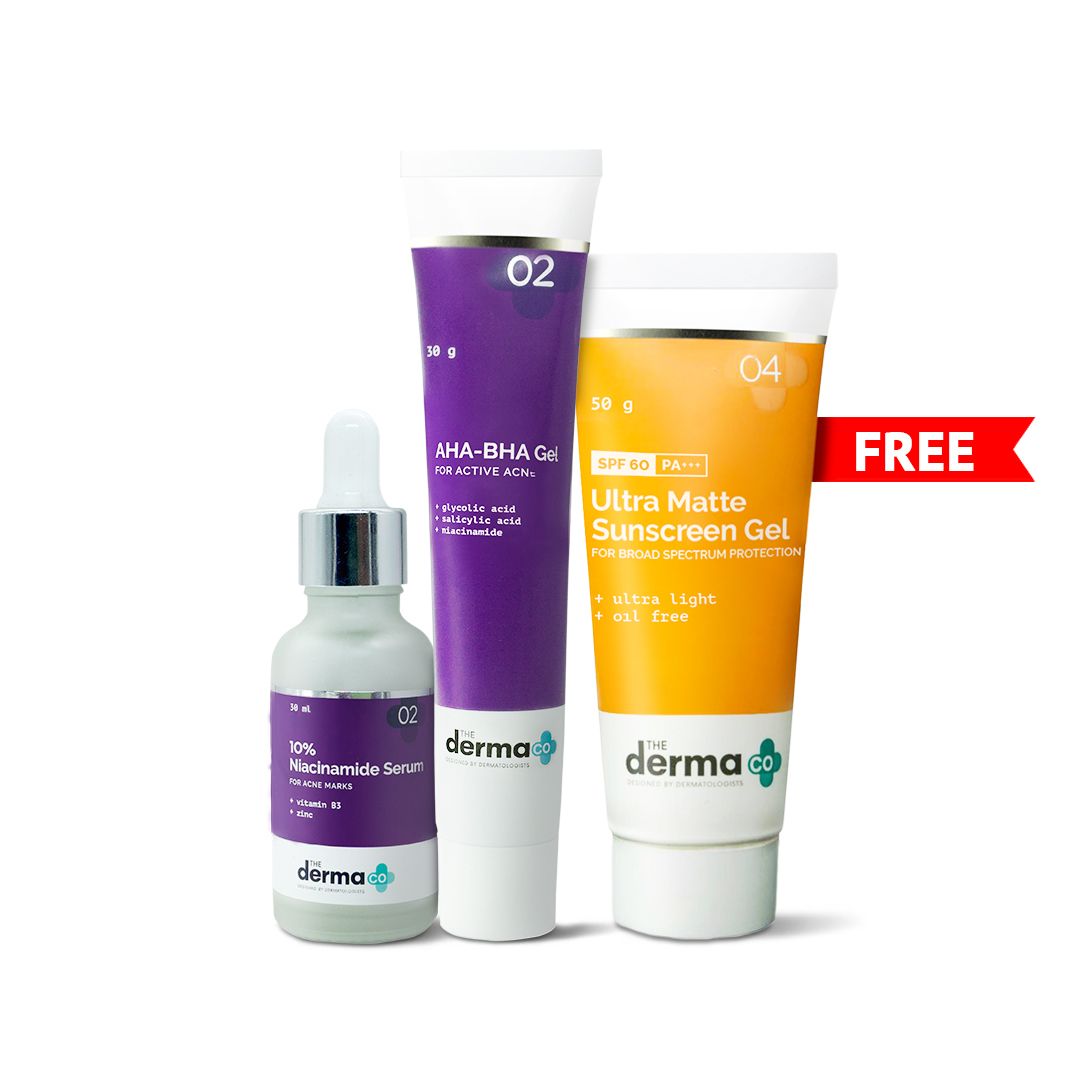 02
30 g
AHA-BHA Gel
FOR ACTIVE ACNE
+ glycolic acid
+ salicylic acid
+ niacinamide
THE
derma co
DESIGNED BY DERMATOLOGISTS
04
50 g
SPF 60 PA+++
Ultra Matte
Sunscreen Gel
FOR BROAD SPECTRUM PROTECTION
+ ultra light
+ oil free
THE
derma co
DESIGNED BY DERMATOLOGISTS
FREE
30 ml
02
10%
Niacinamide Serum
FOR ACNE MARKS
+ vitamin B3
+ zinc
THE
derma co
DESIGNED BY DERMATOLOGISTS